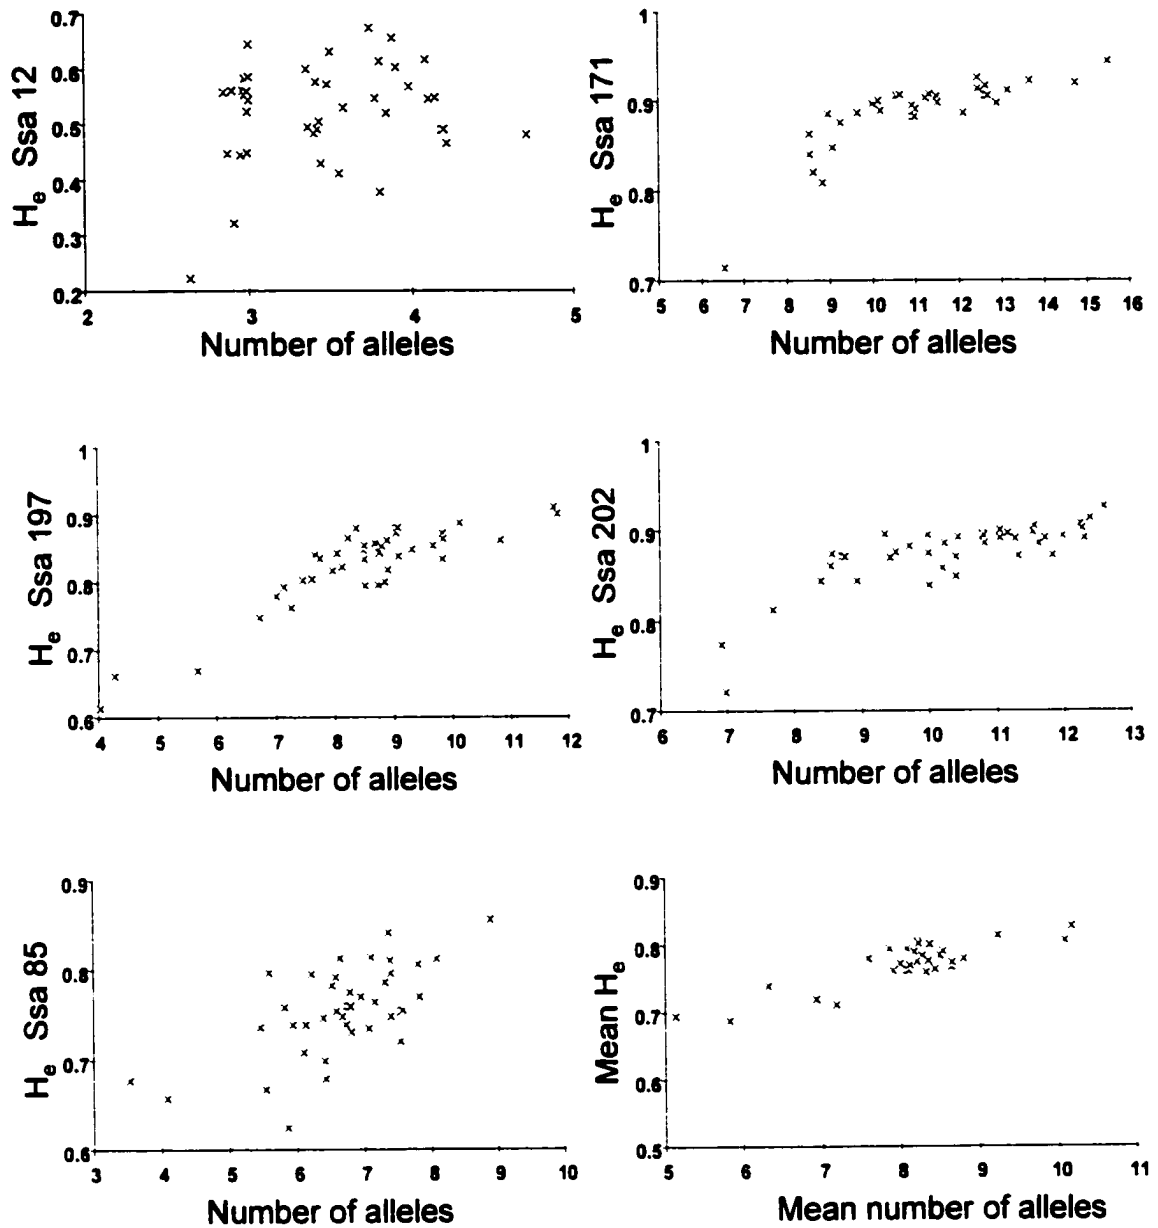 0.7
0.6
0.5
0.4
0.3
0.2
He Ssa 12
2 3 4 5
Number of alleles
1
0.9
0.8
0.7
He Ssa 171
5 6 7 8 9 10 11 12 13 14 15 16
Number of alleles
1
0.9
0.8
0.7
0.6
He Ssa 197
4 5 6 7 8 9 10 11 12
Number of alleles
1
0.9
0.8
0.7
He Ssa 202
6 7 8 9 10 11 12 13
Number of alleles
0.9
0.8
0.7
0.6
He Ssa 85
3 4 5 6 7 8 9 10
Number of alleles
0.9
0.8
0.7
0.6
0.5
Mean He
5 6 7 8 9 10 11
Mean number of alleles